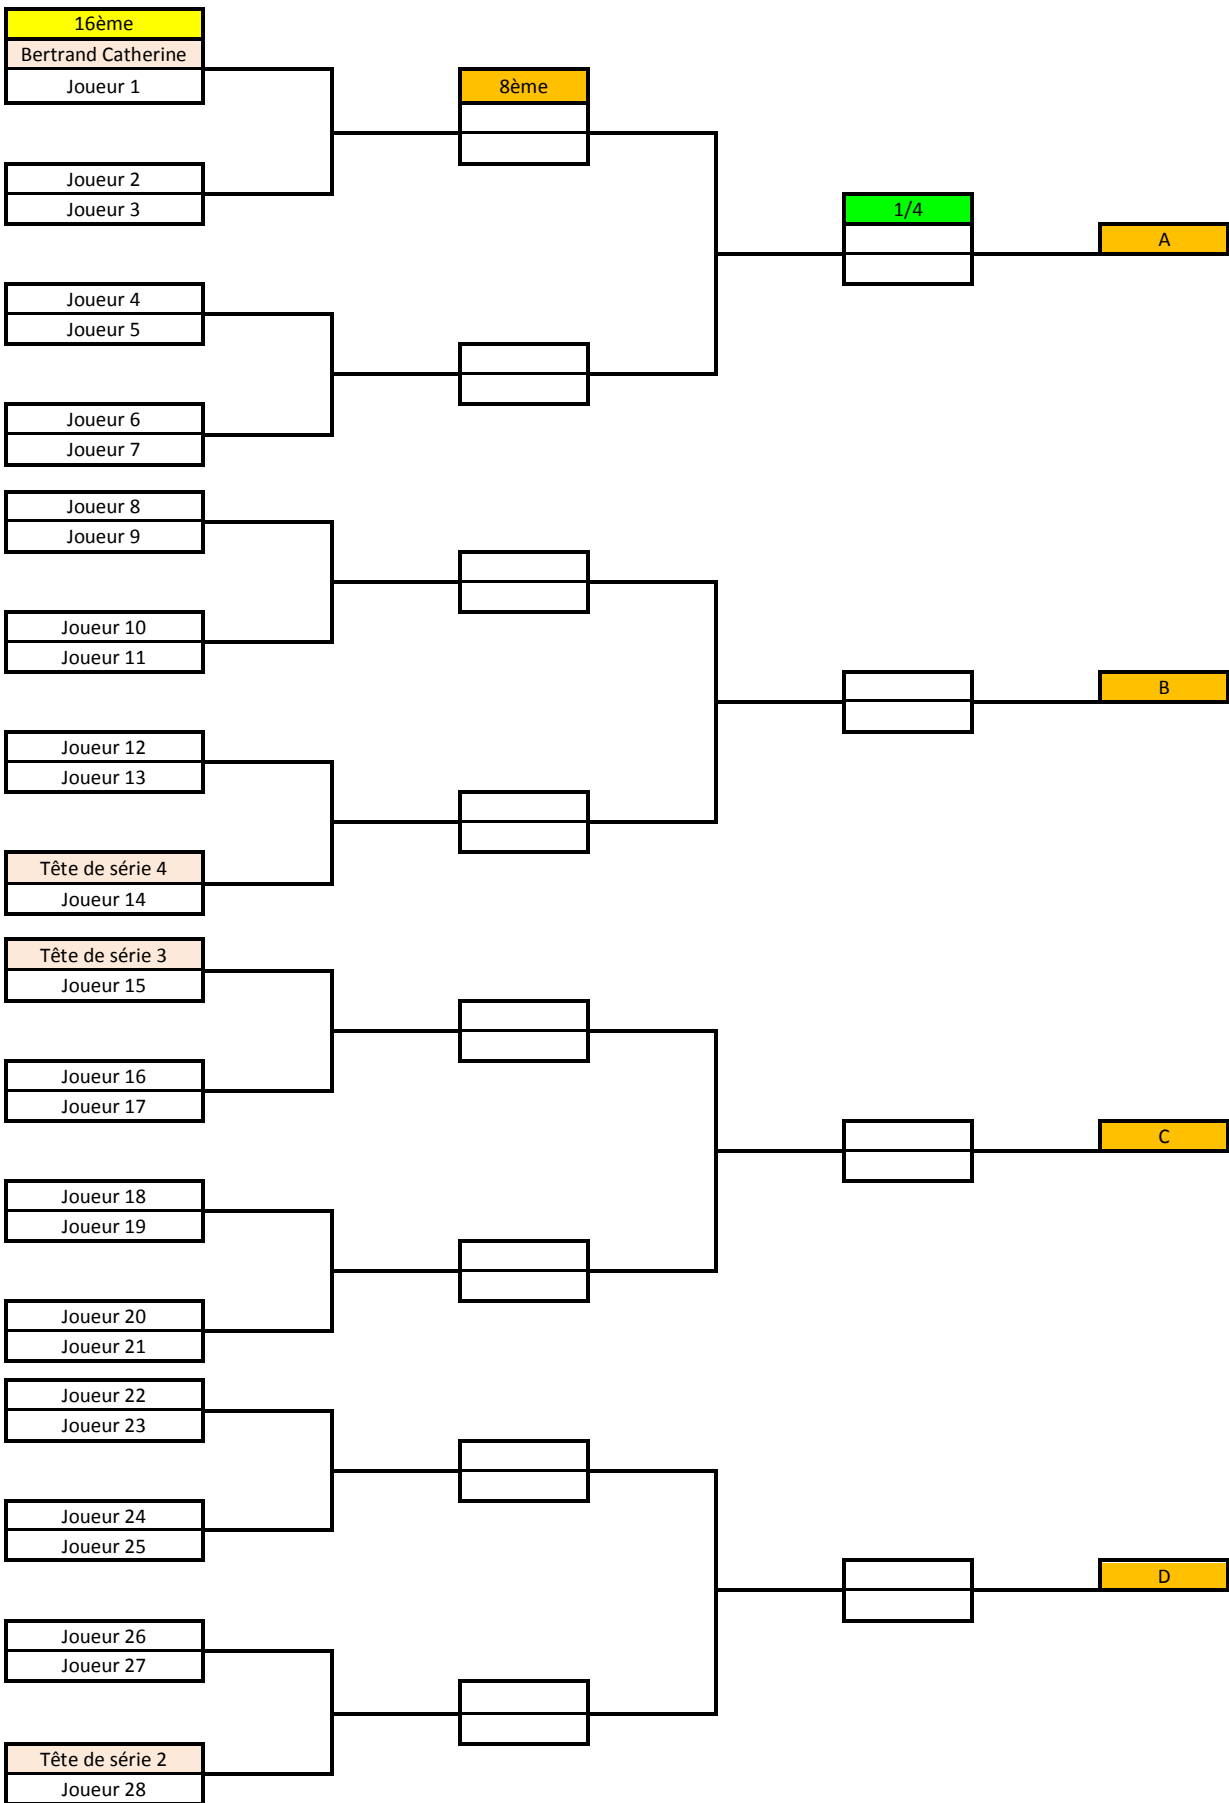 16ème
Bertrand Catherine
Joueur 1
8ème
Joueur 2
Joueur 3
1/4
A
Joueur 4
Joueur 5
Joueur 6
Joueur 7
Joueur 8
Joueur 9
Joueur 10
Joueur 11
B
Joueur 12
Joueur 13
Tête de série 4
Joueur 14
Tête de série 3
Joueur 15
Joueur 16
Joueur 17
C
Joueur 18
Joueur 19
Joueur 20
Joueur 21
Joueur 22
Joueur 23
Joueur 24
Joueur 25
D
Joueur 26
Joueur 27
Tête de série 2
Joueur 28